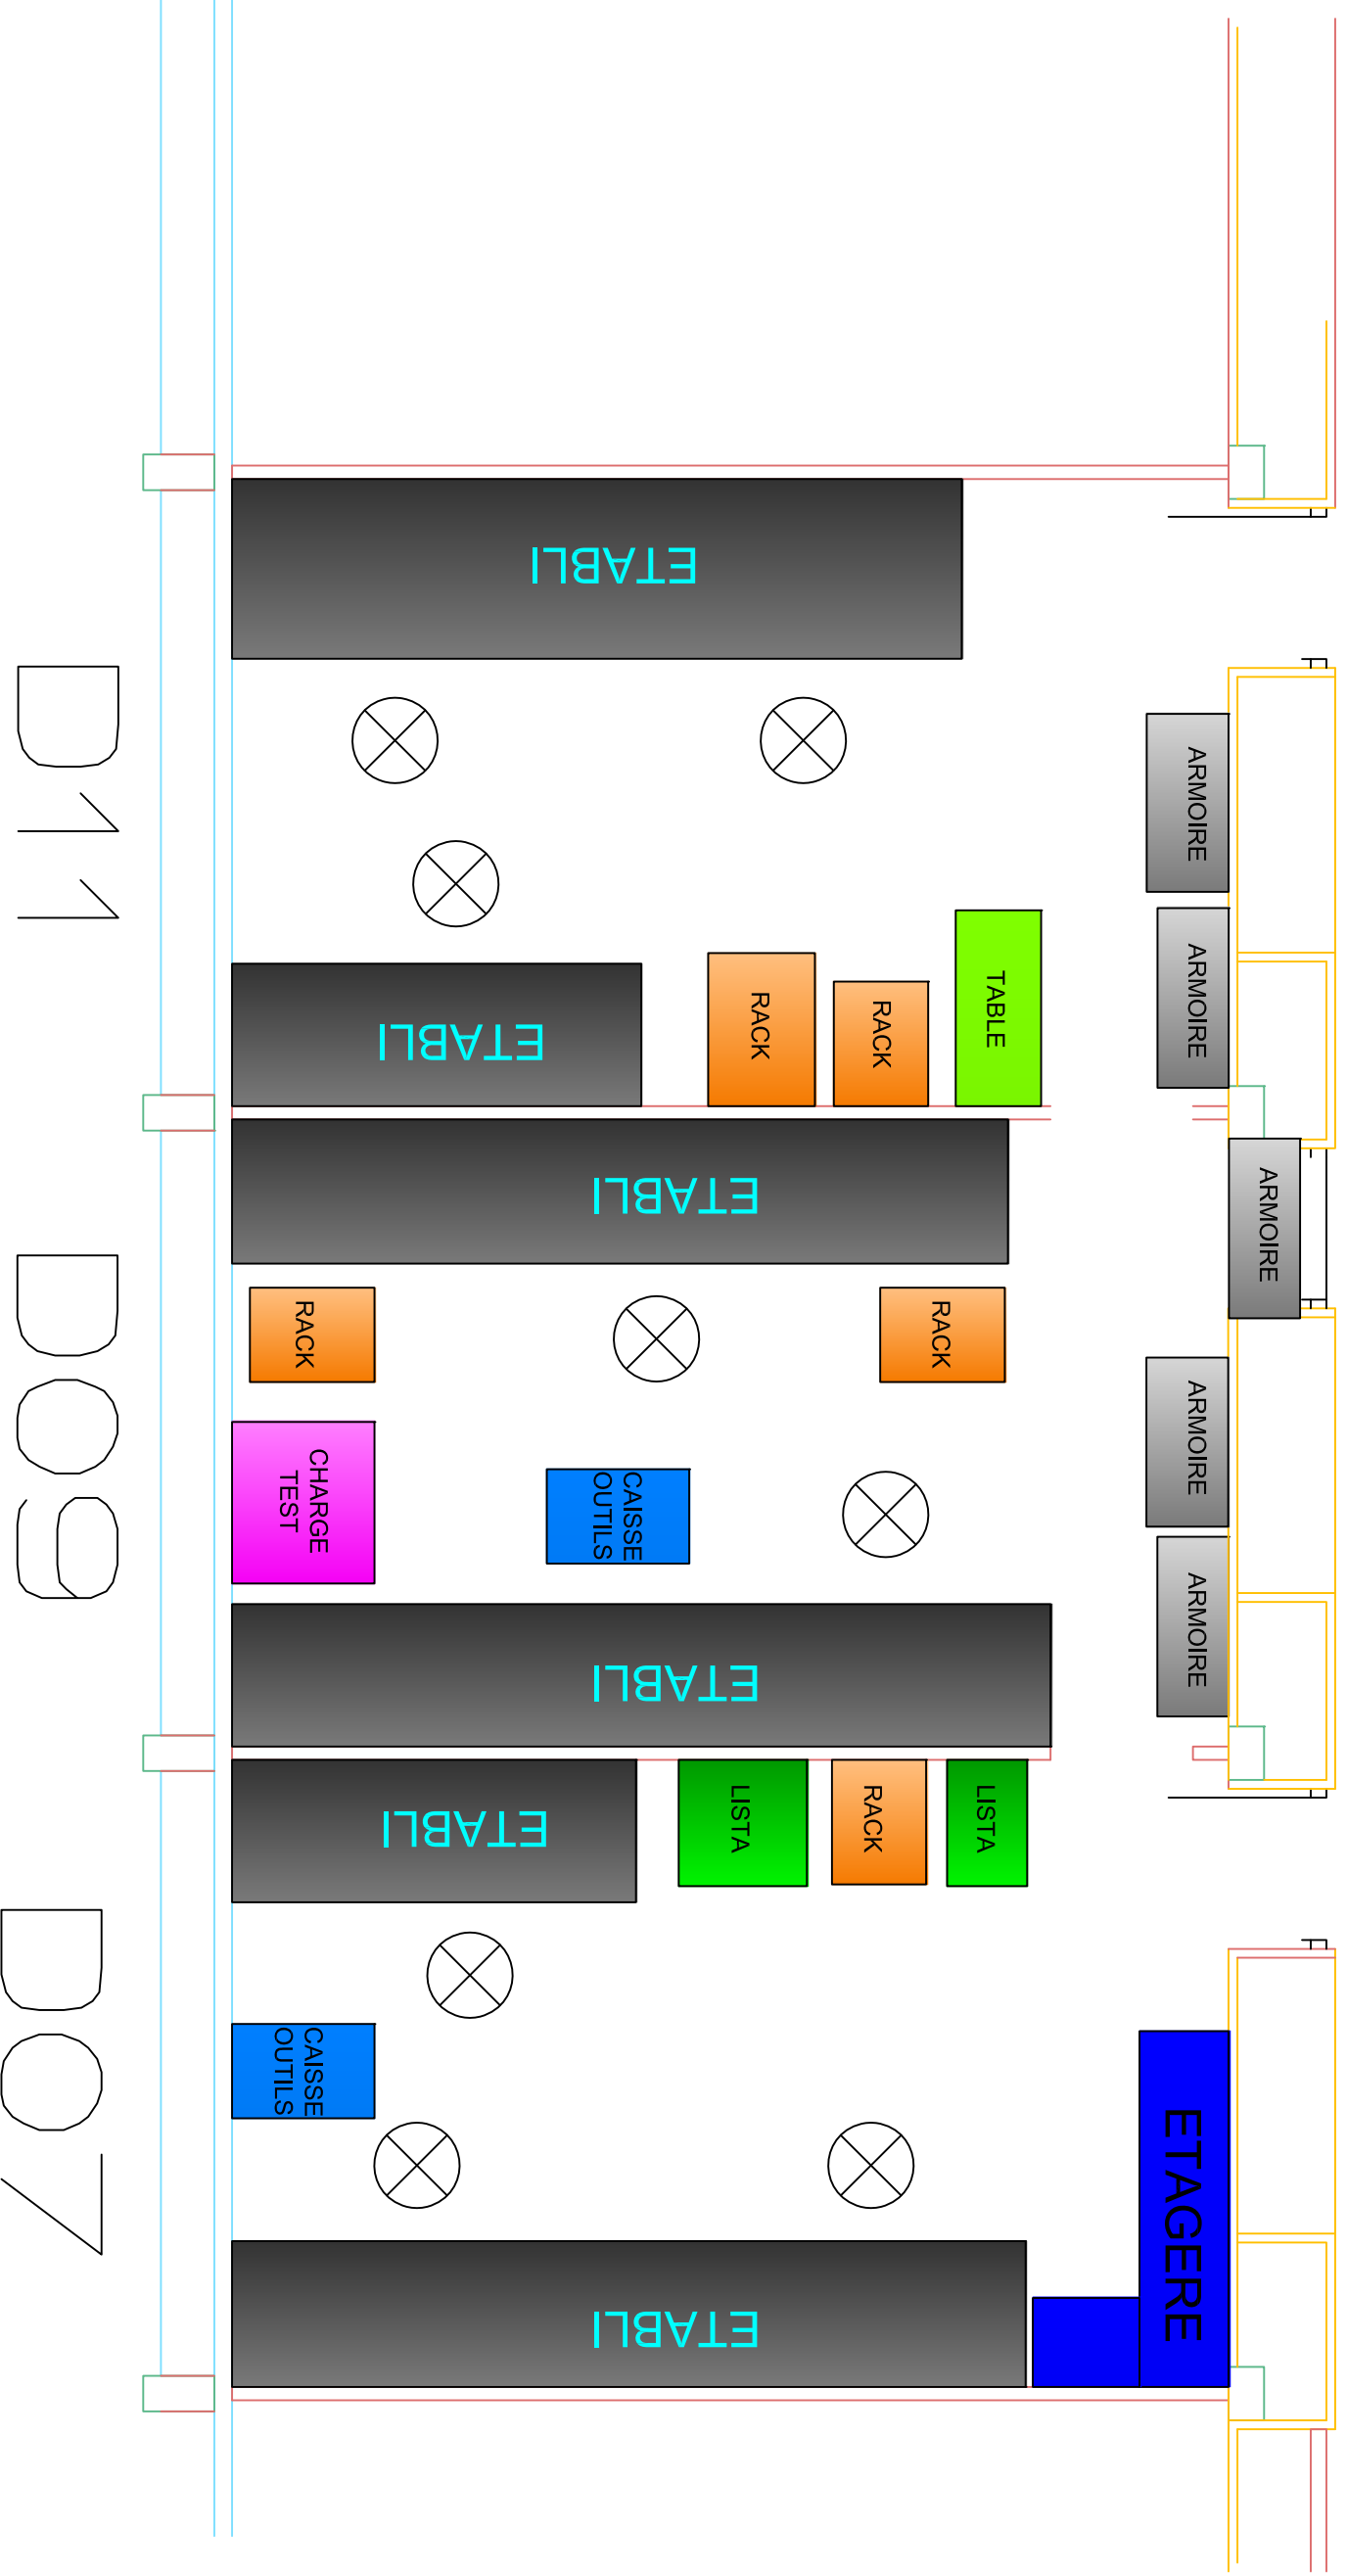 D11
ETABLI
ARMOIRE
ARMOIRE
TABLE
RACK
RACK
ETABLI
D09
ETABLI
ARMOIRE
RACK
RACK
CHARGE
TEST
CAISSE
OUTILS
ARMOIRE
ARMOIRE
ETABLI
D07
ETABLI
LISTA
RACK
LISTA
CAISSE
OUTILS
ETAGERE
ETABLI